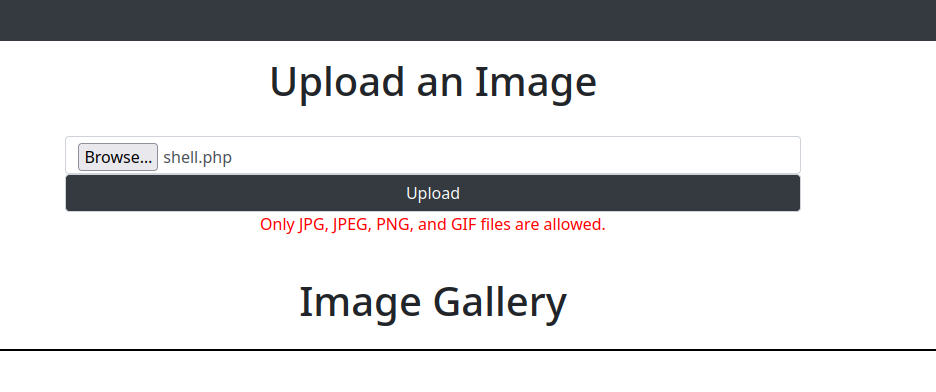 Upload an Image
Browse... shell.php
Upload
Only JPG, JPEG, PNG, and GIF files are allowed.
Image Gallery